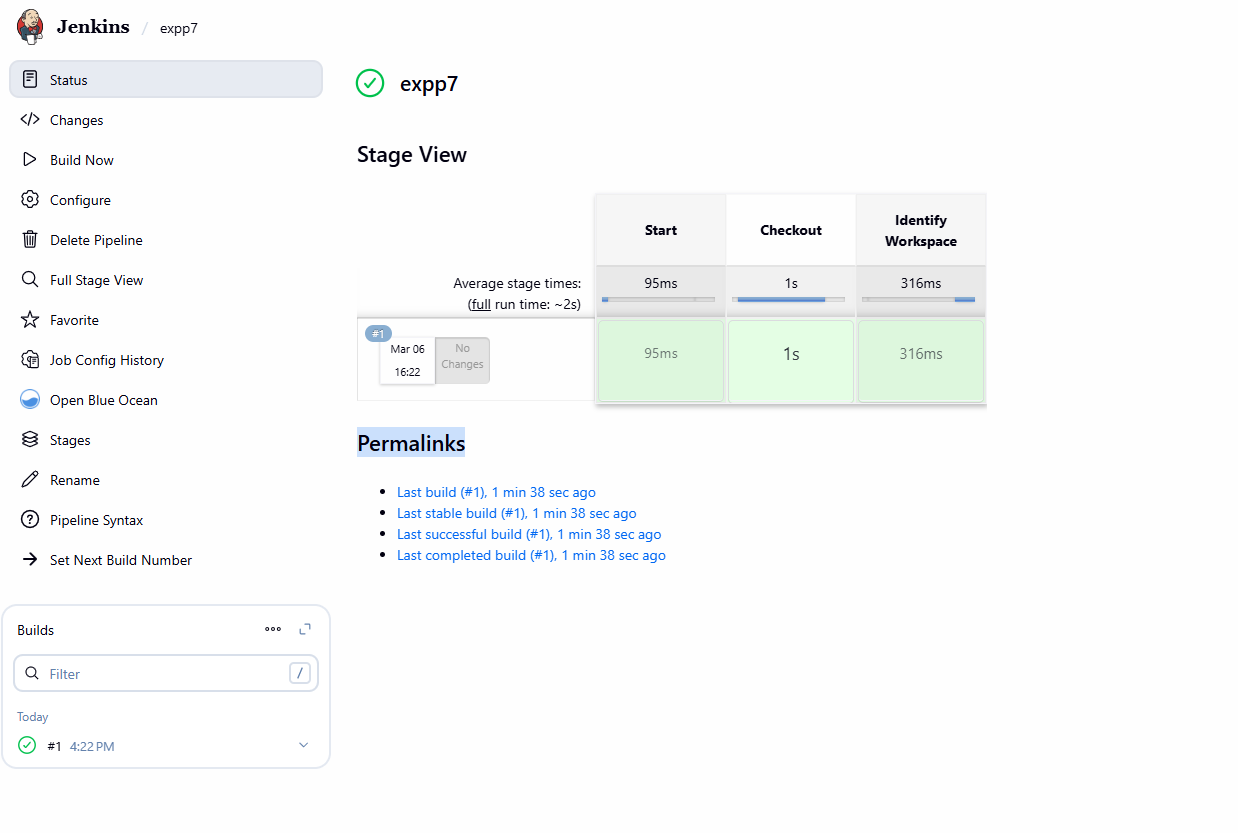 Jenkins / expp7
Status
Changes
Build Now
Configure
Delete Pipeline
Full Stage View
Favorite
Job Config History
Open Blue Ocean
Stages
Rename
Pipeline Syntax
Set Next Build Number
Builds
Filter /
Today
#1 4:22 PM
expp7
Stage View
Start Checkout Identify
Workspace
Average stage times: 95ms 1s 316ms
(full run time: ~2s)
#1
Mar 06 No
16:22 Changes
95ms 1s 316ms
Permalinks
Last build (#1), 1 min 38 sec ago
Last stable build (#1), 1 min 38 sec ago
Last successful build (#1), 1 min 38 sec ago
Last completed build (#1), 1 min 38 sec ago